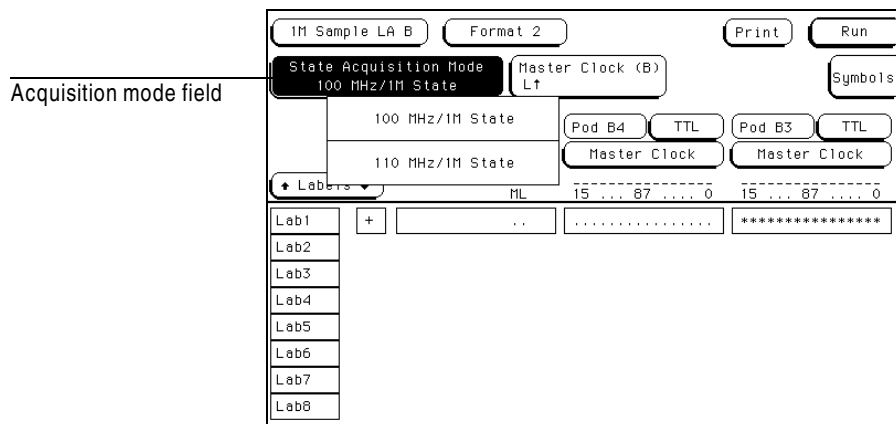 1M Sample LA B Format 2 Print Run
State Acquisition Mode
100 MHz/1M State
Master Clock (B)
L↑
Symbols
Acquisition mode field
100 MHz/1M State
110 MHz/1M State
Pod B4 TTL Pod B3 TTL
Master Clock Master Clock
↑ Labels ↓ ML 15 ... 87 .... 0 15 ... 87 .... 0
Lab1 + .. ................ ****************
Lab2
Lab3
Lab4
Lab5
Lab6
Lab7
Lab8